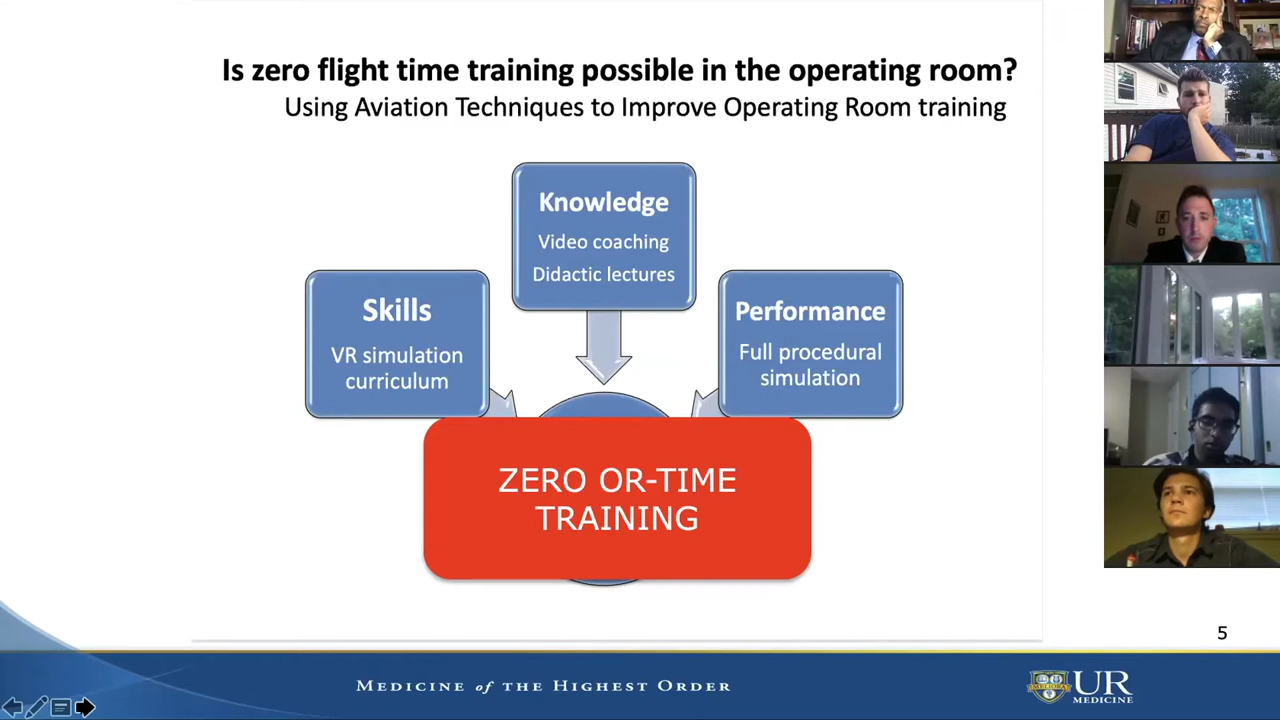 Is zero flight time training possible in the operating room?
Using Aviation Techniques to Improve Operating Room training
Knowledge
Video coaching
Didactic lectures
Skills
VR simulation
curriculum
Performance
Full procedural
simulation
ZERO OR-TIME
TRAINING
5
MEDICINE of THE HIGHEST ORDER
MELIORA
UR
MEDICINE